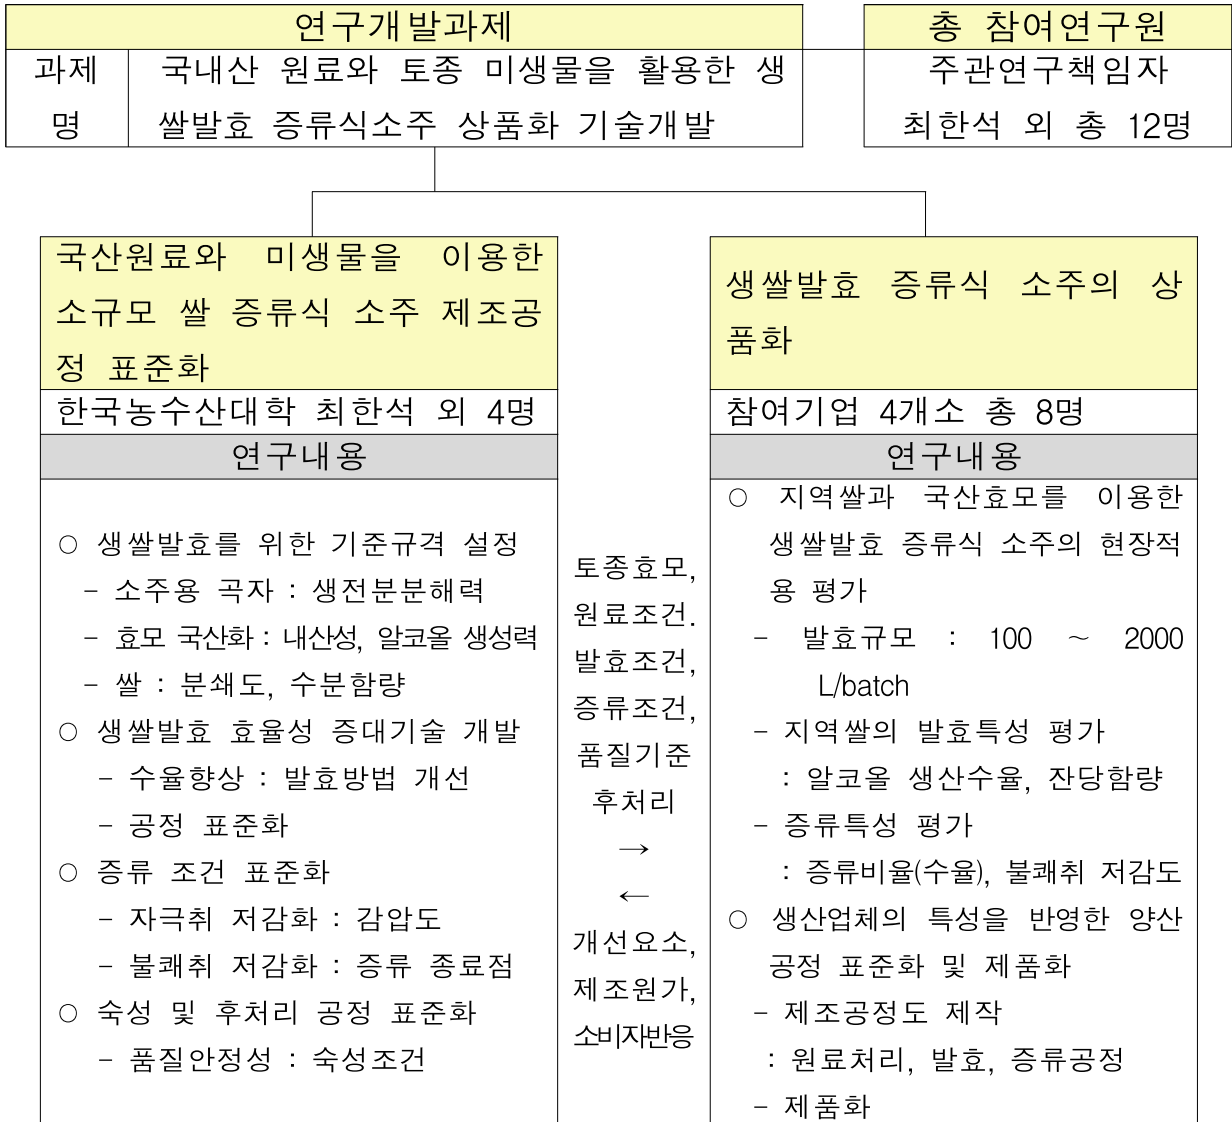 연구개발과제
총 참여연구원
과제
명
국내산 원료와 토종 미생물을 활용한 생
쌀발효 증류식소주 상품화 기술개발
주관연구책임자
최한석 외 총 12명
국산원료와 미생물을 이용한
소규모 쌀 증류식 소주 제조공
정 표준화
한국농수산대학 최한석 외 4명
연구내용
○ 생쌀발효를 위한 기준규격 설정
- 소주용 곡자 : 생전분분해력
- 효모 국산화 : 내산성, 알코올 생성력
- 쌀 : 분쇄도, 수분함량
○ 생쌀발효 효율성 증대기술 개발
- 수율향상 : 발효방법 개선
- 공정 표준화
○ 증류 조건 표준화
- 자극취 저감화 : 감압도
- 불쾌취 저감화 : 증류 종료점
○ 숙성 및 후처리 공정 표준화
- 품질안정성 : 숙성조건
토종효모,
원료조건.
발효조건,
증류조건,
품질기준
후처리
→
←
개선요소,
제조원가,
소비자반응
생쌀발효 증류식 소주의 상
품화
참여기업 4개소 총 8명
연구내용
○ 지역쌀과 국산효모를 이용한
생쌀발효 증류식 소주의 현장적
용 평가
- 발효규모 : 100 ~ 2000
L/batch
- 지역쌀의 발효특성 평가
: 알코올 생산수율, 잔당함량
- 증류특성 평가
: 증류비율(수율), 불쾌취 저감도
○ 생산업체의 특성을 반영한 양산
공정 표준화 및 제품화
- 제조공정도 제작
: 원료처리, 발효, 증류공정
- 제품화